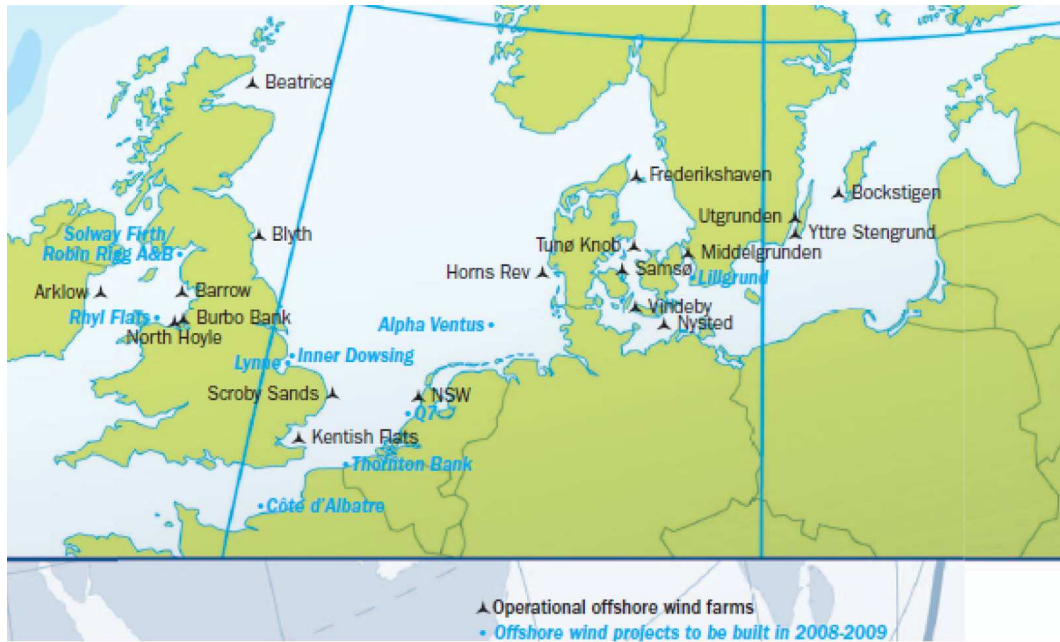 Beatrice
Frederikshaven
Bockstigen
Utgrunden
Yttre Stengrund
Solway Firth/
Robin Rigg A&B
Blyth
Tunø Knob
Middelgrunden
Horns Rev
Samsø
Lillgrund
Arklow
Barrow
Rhyl Flats
Burbo Bank
North Hoyle
Vindeby
Alpha Ventus
Nysted
Lynne
Inner Dowsing
Scroby Sands
NSW
Q7
Kentish Flats
Thornton Bank
Côte d'Albatre
Operational offshore wind farms
Offshore wind projects to be built in 2008-2009